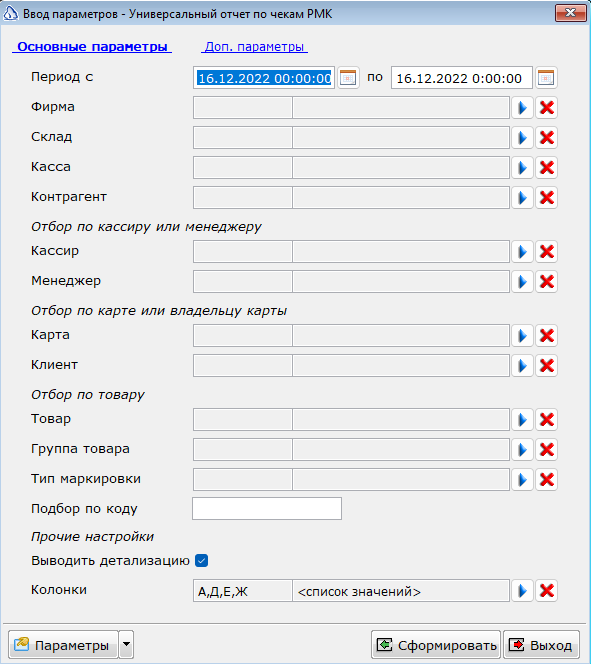 Ввод параметров - Универсальный отчет по чекам РМК
Основные параметры Доп. параметры
Период с 16.12.2022 00:00:00 по 16.12.2022 0:00:00
Фирма
Склад
Касса
Контрагент
Отбор по кассиру или менеджеру
Кассир
Менеджер
Отбор по карте или владельцу карты
Карта
Клиент
Отбор по товару
Товар
Группа товара
Тип маркировки
Подбор по коду
Прочие настройки
Выводить детализацию
Колонки А,Д,Е,Ж <список значений>
Параметры Сформировать Выход